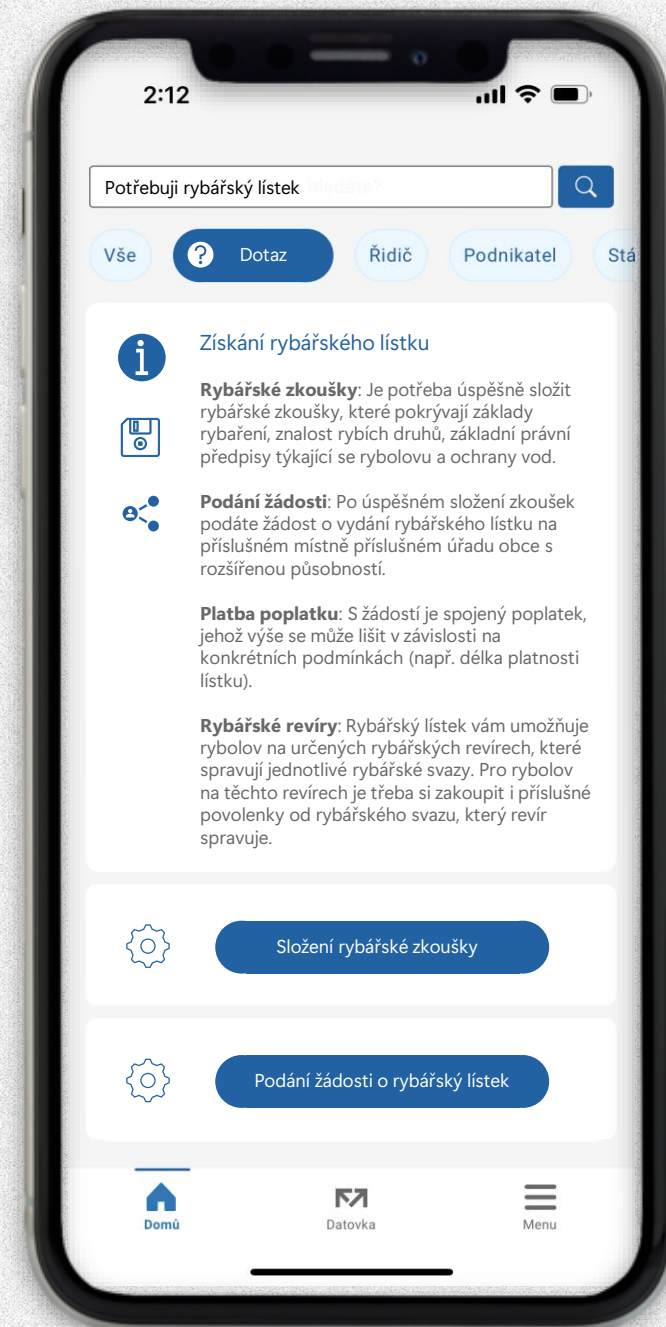 2:12
Potřebuji rybářský lístek hledáte?
Vše
Dotaz
Řidič
Podnikatel
Stá
Získání rybářského lístku
Rybářské zkoušky: Je potřeba úspěšně složit
rybářské zkoušky, které pokrývají základy
rybaření, znalost rybích druhů, základní právní
předpisy týkající se rybolovu a ochrany vod.
Podání žádosti: Po úspěšném složení zkoušek
podáte žádost o vydání rybářského lístku na
příslušném místně příslušném úřadu obce s
rozšířenou působností.
Platba poplatku: S žádostí je spojený poplatek,
jehož výše se může lišit v závislosti na
konkrétních podmínkách (např. délka platnosti
lístku).
Rybářské revíry: Rybářský lístek vám umožňuje
rybolov na určených rybářských revírech, které
spravují jednotlivé rybářské svazy. Pro rybolov
na těchto revírech je třeba si zakoupit i příslušné
povolenky od rybářského svazu, který revír
spravuje.
Složení rybářské zkoušky
Podání žádosti o rybářský lístek
Domů
Datovka
Menu